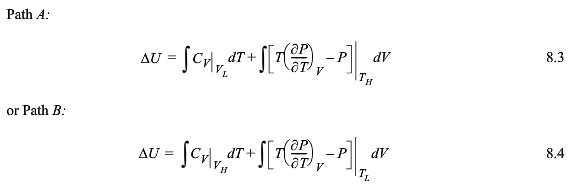 Path A:
ΔU = ∫C_V|_{V_L} dT + ∫[T(∂P/∂T)_V − P]|_{T_H} dV 8.3
or Path B:
ΔU = ∫C_V|_{V_H} dT + ∫[T(∂P/∂T)_V − P]|_{T_L} dV 8.4